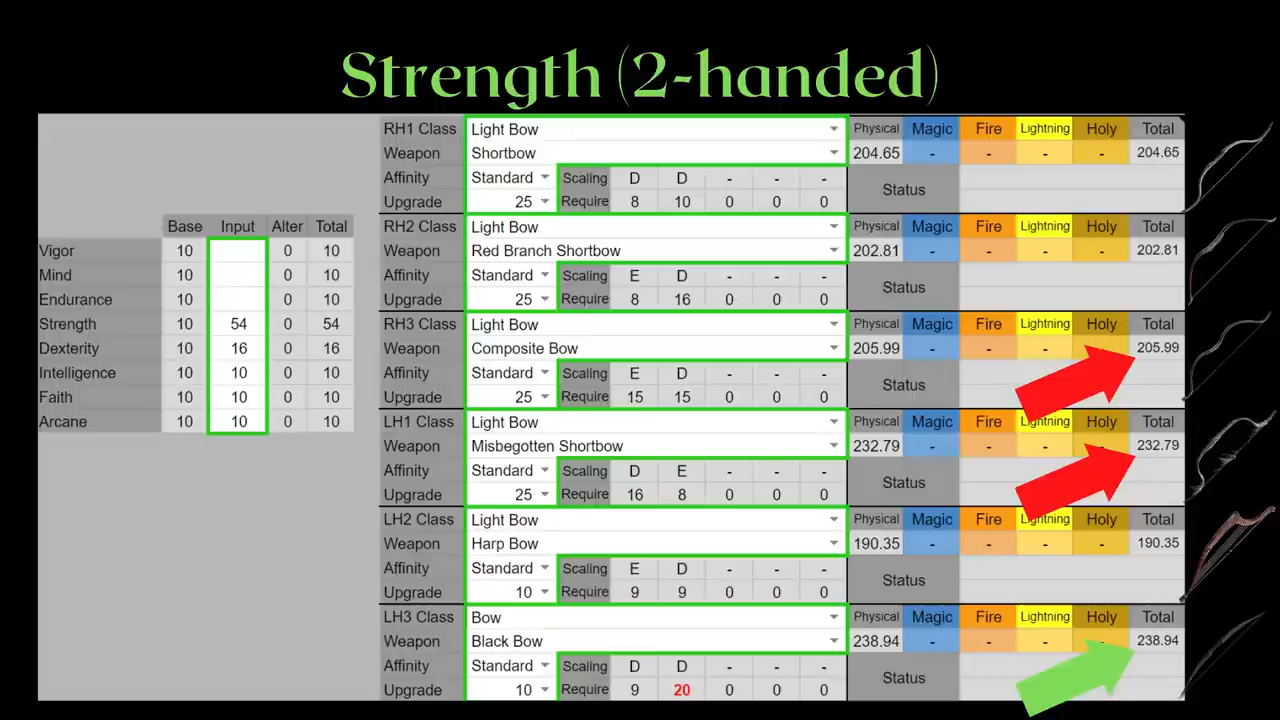 Strength (2-handed)
Base Input Alter Total
Vigor 10 0 10
Mind 10 0 10
Endurance 10 0 10
Strength 10 54 0 54
Dexterity 10 16 0 16
Intelligence 10 10 0 10
Faith 10 10 0 10
Arcane 10 10 0 10
RH1 Class Light Bow Physical Magic Fire Lightning Holy Total
Weapon Shortbow 204.65 - - - - 204.65
Affinity Standard Scaling D D - - - Status
Upgrade 25 Require 8 10 0 0 0
RH2 Class Light Bow Physical Magic Fire Lightning Holy Total
Weapon Red Branch Shortbow 202.81 - - - - 202.81
Affinity Standard Scaling E D - - - Status
Upgrade 25 Require 8 16 0 0 0
RH3 Class Light Bow Physical Magic Fire Lightning Holy Total
Weapon Composite Bow 205.99 - - - - 205.99
Affinity Standard Scaling E D - - - Status
Upgrade 25 Require 15 15 0 0 0
LH1 Class Light Bow Physical Magic Fire Lightning Holy Total
Weapon Misbegotten Shortbow 232.79 - - - - 232.79
Affinity Standard Scaling D E - - - Status
Upgrade 25 Require 16 8 0 0 0
LH2 Class Light Bow Physical Magic Fire Lightning Holy Total
Weapon Harp Bow 190.35 - - - - 190.35
Affinity Standard Scaling E D - - - Status
Upgrade 10 Require 9 9 0 0 0
LH3 Class Bow Physical Magic Fire Lightning Holy Total
Weapon Black Bow 238.94 - - - - 238.94
Affinity Standard Scaling D D - - - Status
Upgrade 10 Require 9 20 0 0 0